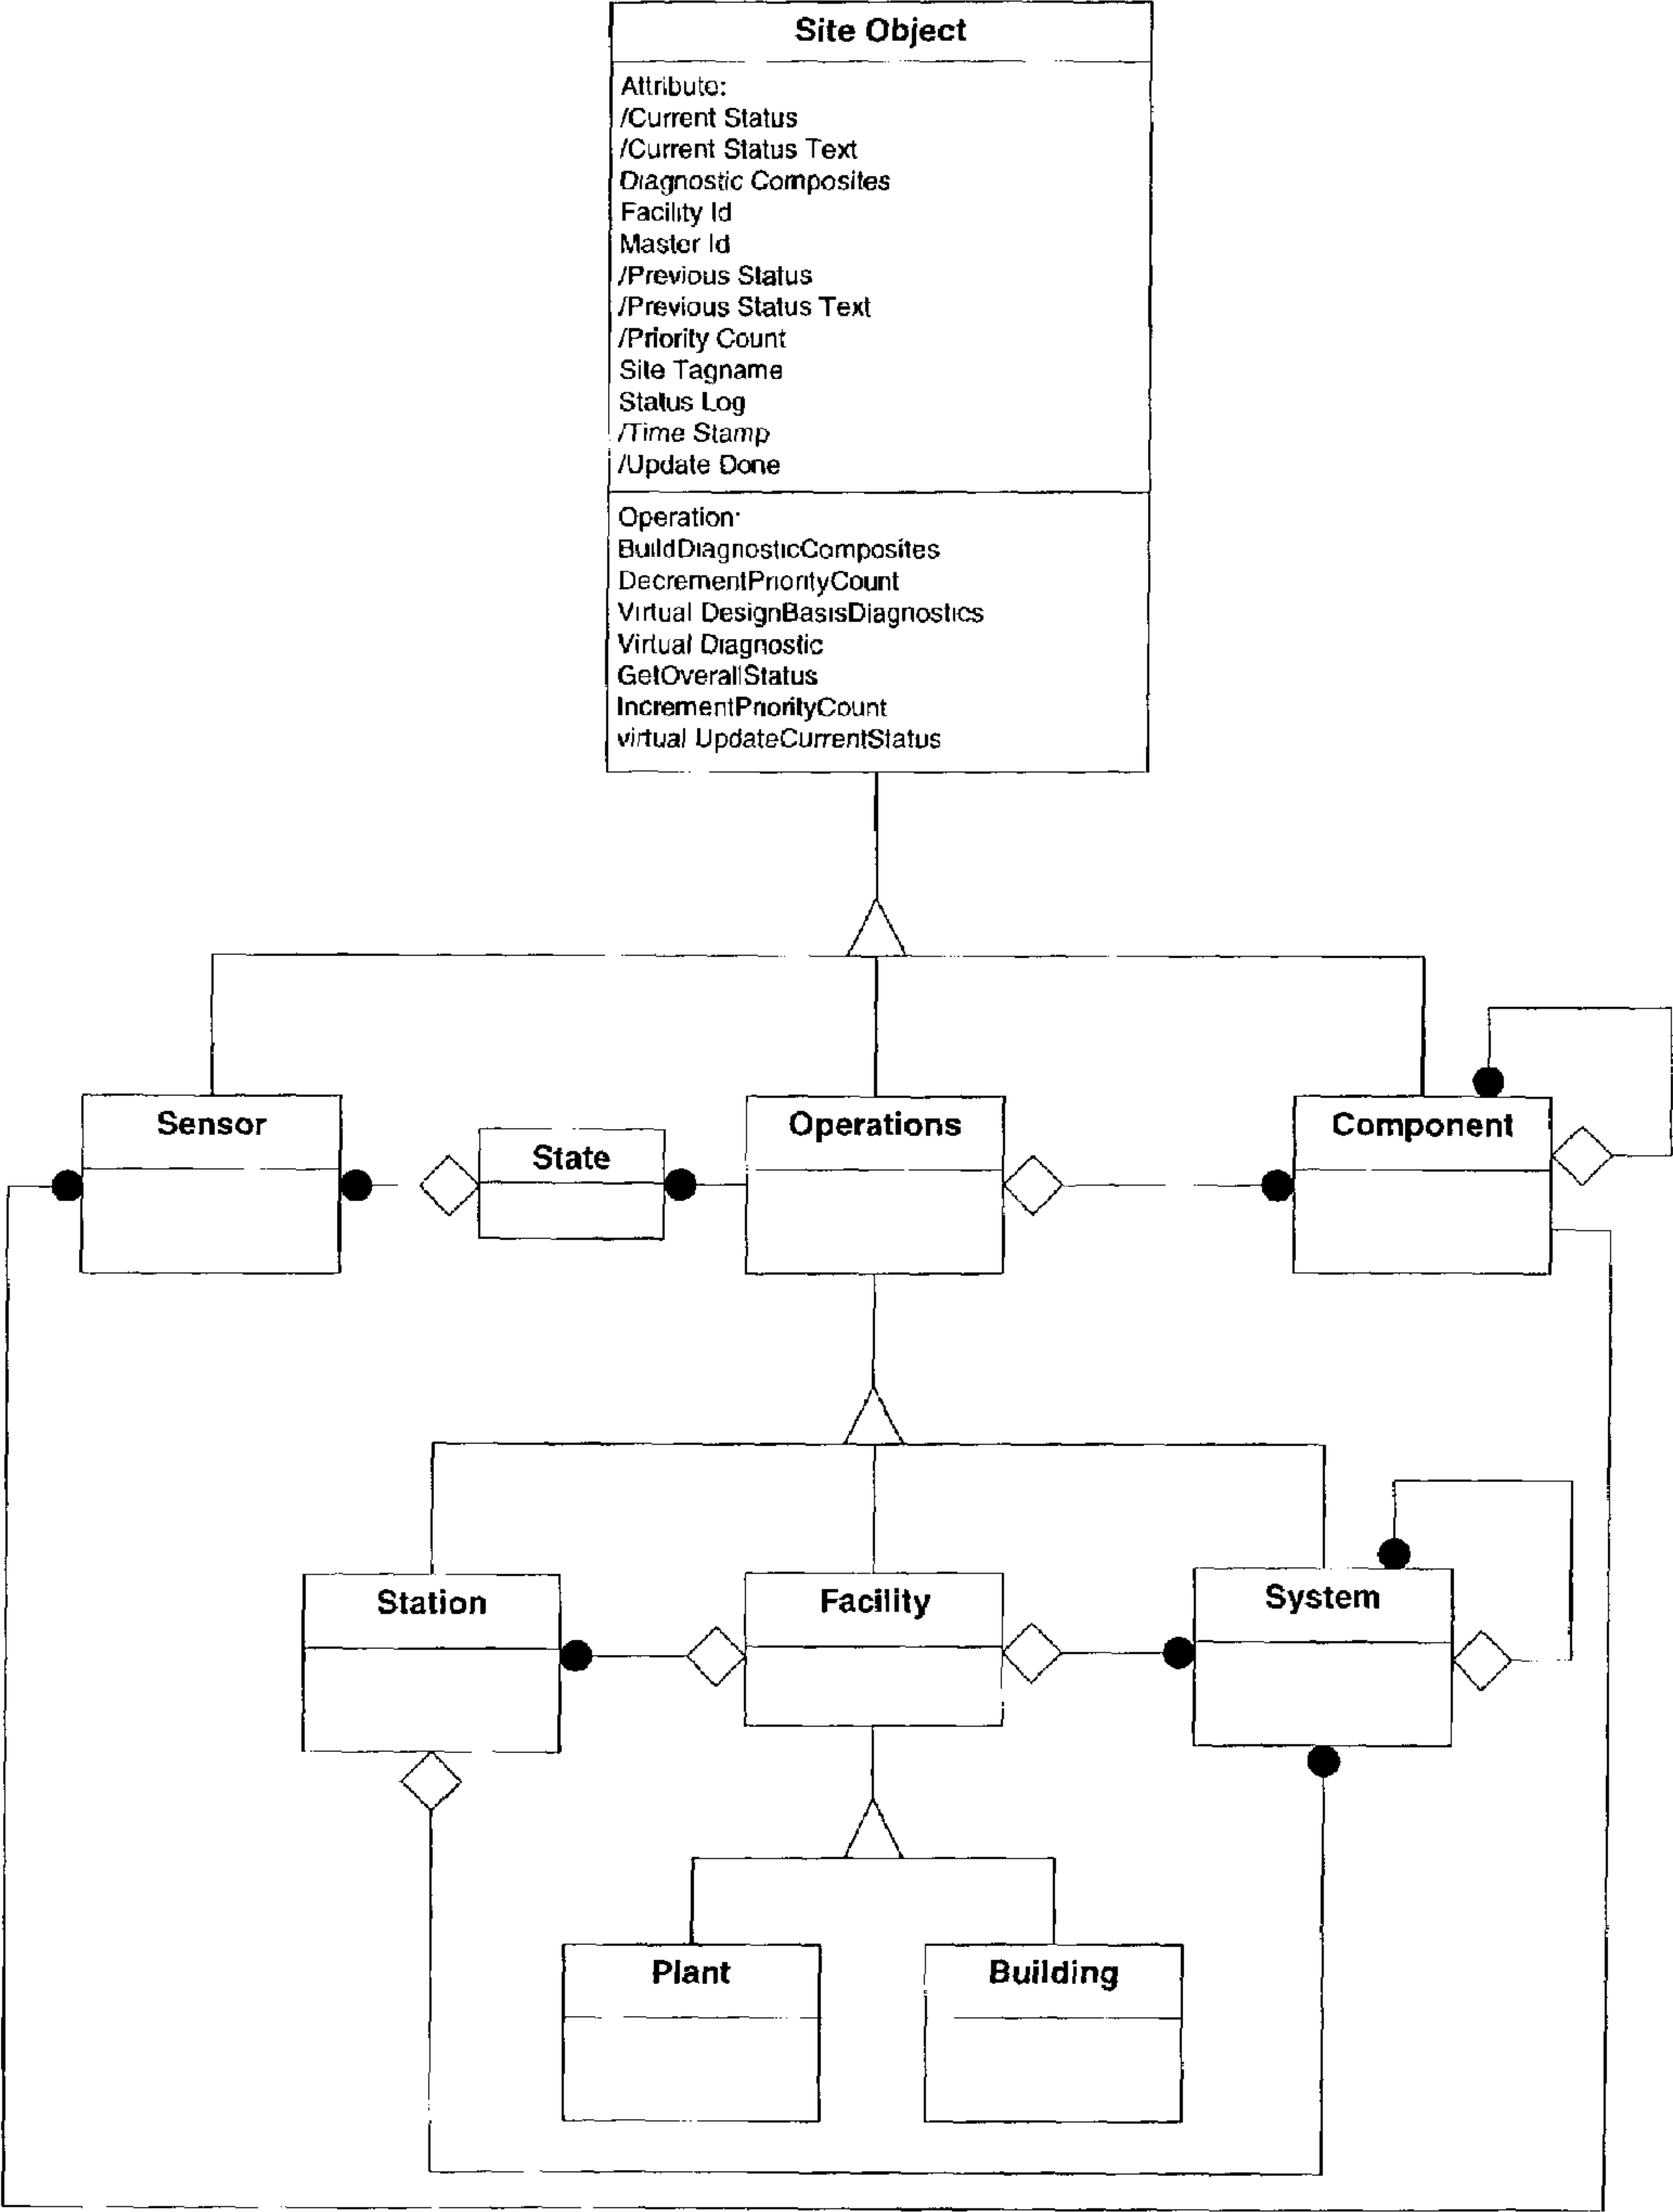 Site Object
Attribute:
/Current Status
/Current Status Text
Diagnostic Composites
Facility Id
Master Id
/Previous Status
/Previous Status Text
/Priority Count
Site Tagname
Status Log
/Time Stamp
/Update Done
Operation:
BuildDiagnosticComposites
DecrementPriorityCount
Virtual DesignBasisDiagnostics
Virtual Diagnostic
GetOverallStatus
IncrementPriorityCount
virtual UpdateCurrentStatus
Sensor
State
Operations
Component
Station
Facility
System
Plant
Building